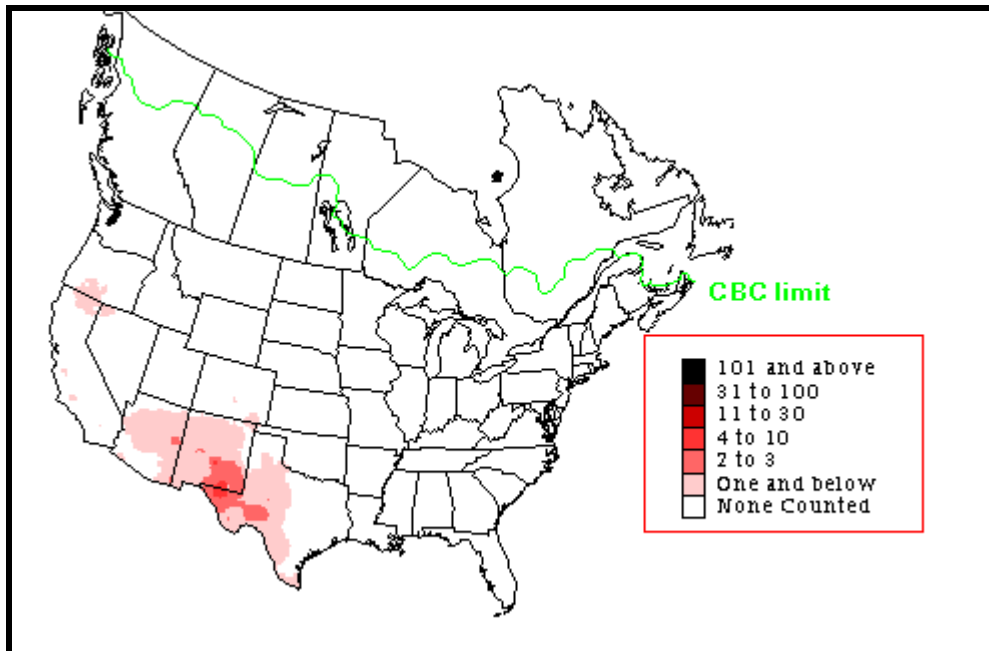 CBC limit
101 and above
31 to 100
11 to 30
4 to 10
2 to 3
One and below
None Counted